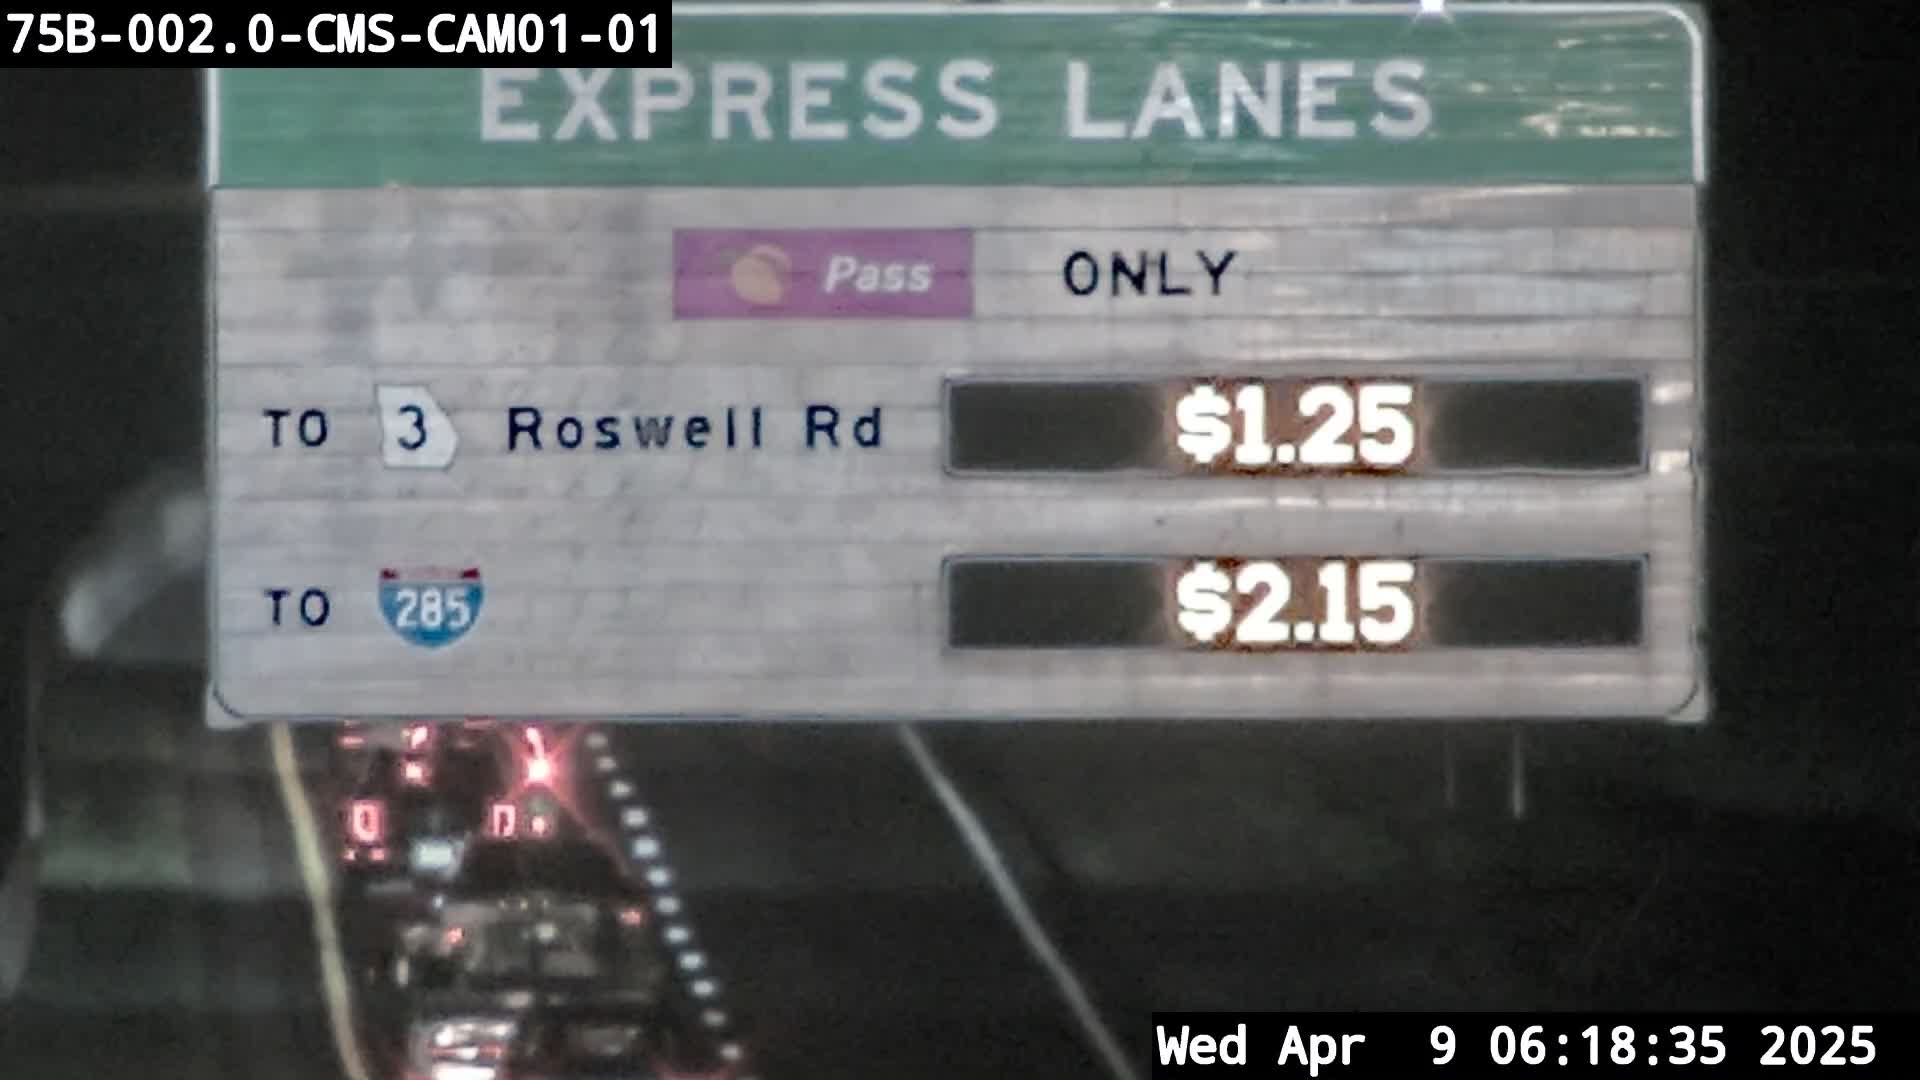 75B-002.0-CMS-CAM01-01
EXPRESS LANES
Pass ONLY
TO 3 Roswell Rd $1.25
TO 285 $2.15
Wed Apr 9 06:18:35 2025